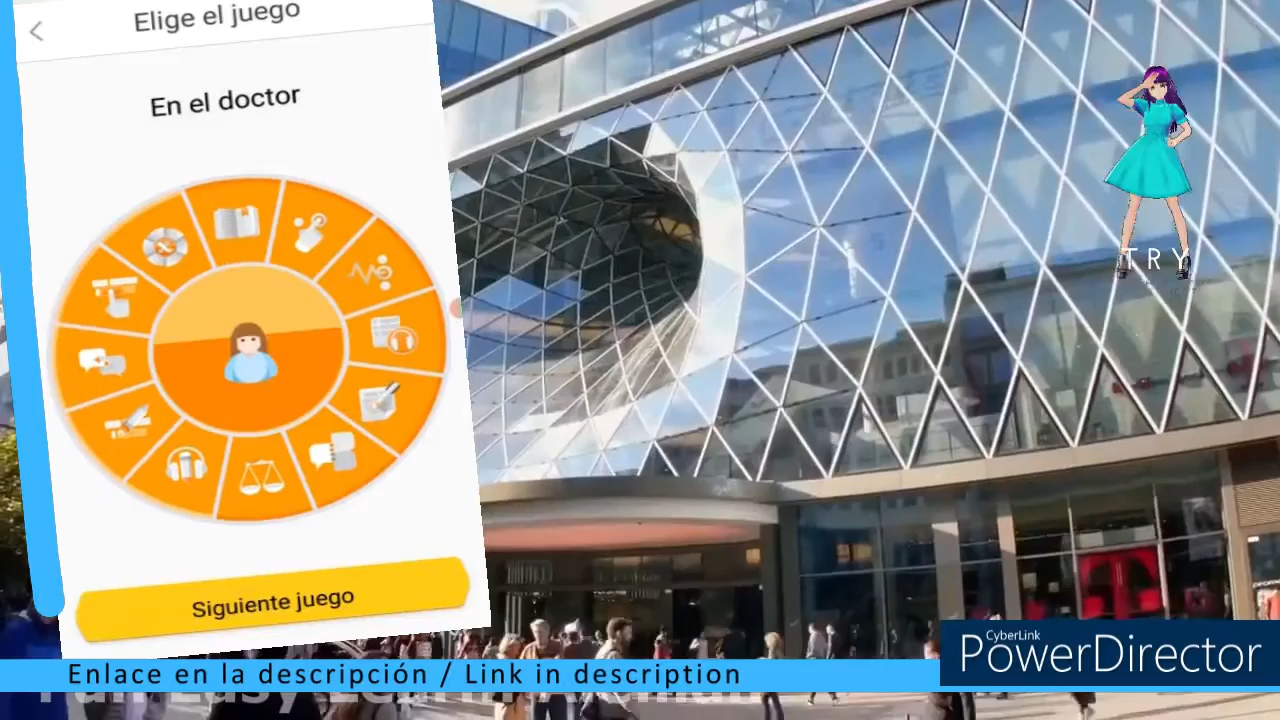 Elige el juego
En el doctor
Siguiente juego
TRY
Enlace en la descripción / Link in description
CyberLink
PowerDirector